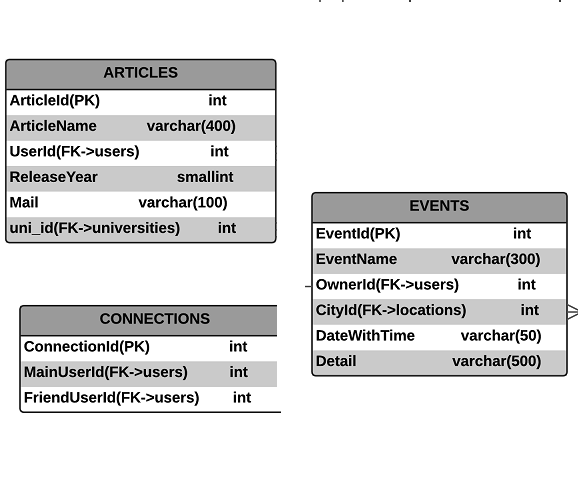 ARTICLES
ArticleId(PK) int
ArticleName varchar(400)
UserId(FK->users) int
ReleaseYear smallint
Mail varchar(100)
uni_id(FK->universities) int
EVENTS
EventId(PK) int
EventName varchar(300)
OwnerId(FK->users) int
CityId(FK->locations) int
DateWithTime varchar(50)
Detail varchar(500)
CONNECTIONS
ConnectionId(PK) int
MainUserId(FK->users) int
FriendUserId(FK->users) int